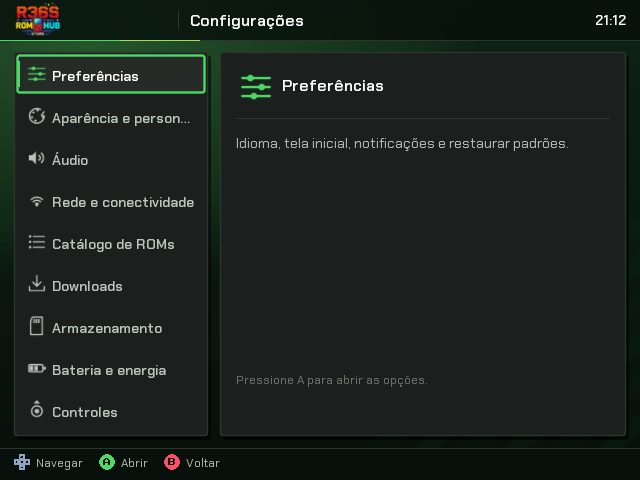 R36S
ROM HUB
STORE
Configurações
21:12
Preferências
Aparência e person...
Áudio
Rede e conectividade
Catálogo de ROMs
Downloads
Armazenamento
Bateria e energia
Controles
Preferências
Idioma, tela inicial, notificações e restaurar padrões.
Pressione A para abrir as opções.
Navegar
A Abrir
B Voltar